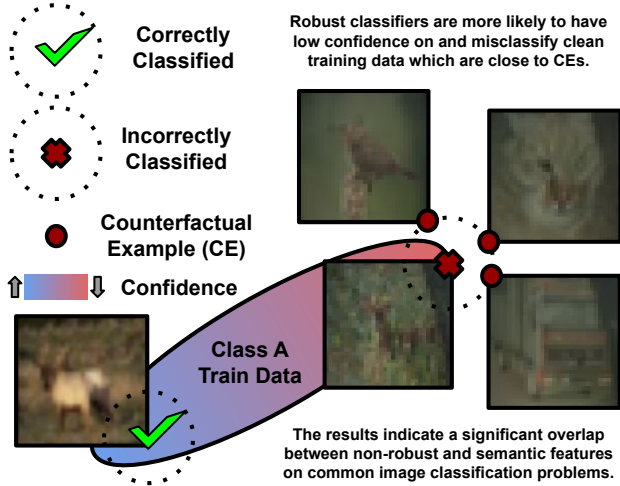 Correctly
Classified
Robust classifiers are more likely to have
low confidence on and misclassify clean
training data which are close to CEs.
Incorrectly
Classified
Counterfactual
Example (CE)
Confidence
Class A
Train Data
The results indicate a significant overlap
between non-robust and semantic features
on common image classification problems.